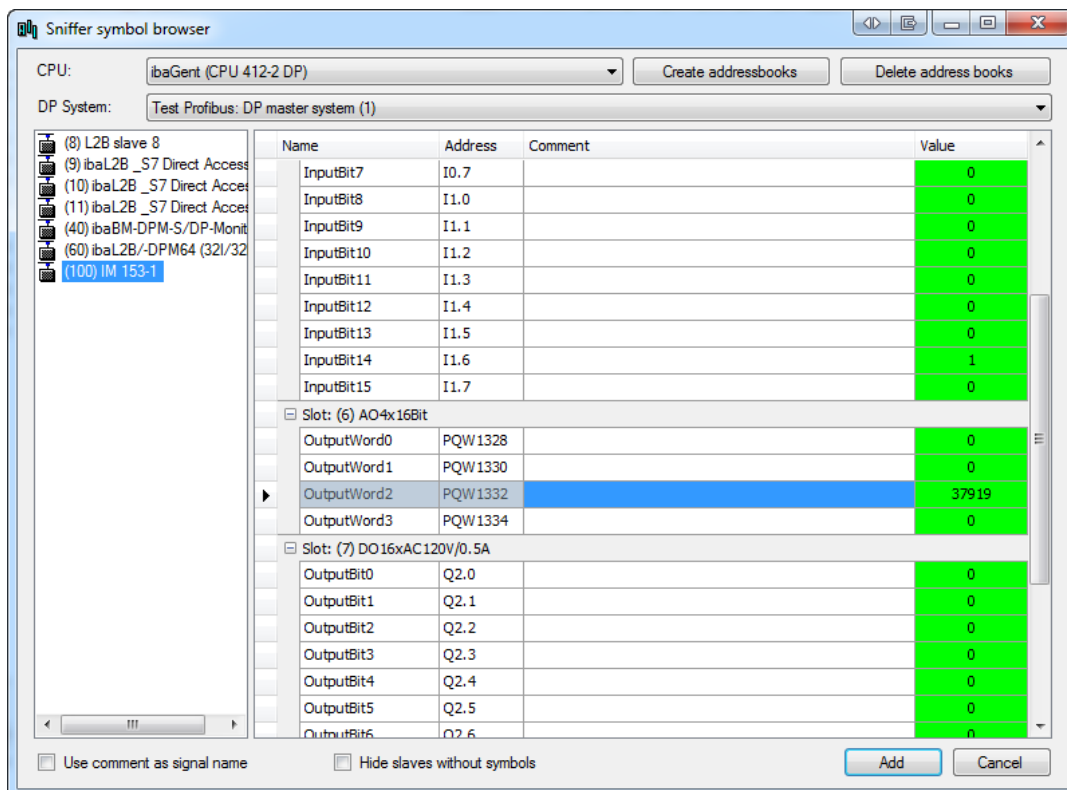 Sniffer symbol browser
CPU: ibaGent (CPU 412-2 DP) Create addressbooks Delete address books
DP System: Test Profibus: DP master system (1)
(8) L2B slave 8
(9) ibaL2B _S7 Direct Access
(10) ibaL2B _S7 Direct Acces
(11) ibaL2B _S7 Direct Acces
(40) ibaBM-DPM-S/DP-Monit
(60) ibaL2B/-DPM64 (32I/32
(100) IM 153-1
Name Address Comment Value
InputBit7 I0.7 0
InputBit8 I1.0 0
InputBit9 I1.1 0
InputBit10 I1.2 0
InputBit11 I1.3 0
InputBit12 I1.4 0
InputBit13 I1.5 0
InputBit14 I1.6 1
InputBit15 I1.7 0
Slot: (6) AO4x16Bit
OutputWord0 PQW1328 0
OutputWord1 PQW1330 0
OutputWord2 PQW1332 37919
OutputWord3 PQW1334 0
Slot: (7) DO16xAC120V/0.5A
OutputBit0 Q2.0 0
OutputBit1 Q2.1 0
OutputBit2 Q2.2 0
OutputBit3 Q2.3 0
OutputBit4 Q2.4 0
OutputBit5 Q2.5 0
OutputBit6 Q2.6 0
Use comment as signal name Hide slaves without symbols Add Cancel